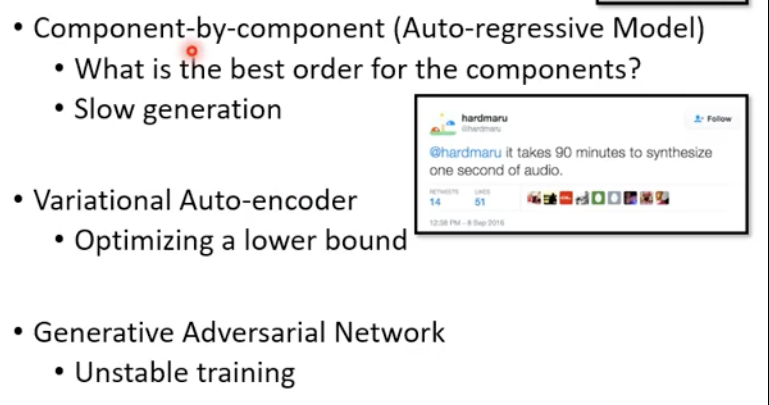 • Component-by-component (Auto-regressive Model)
• What is the best order for the components?
• Slow generation
hardmaru
@hardmaru
Follow
@hardmaru it takes 90 minutes to synthesize
one second of audio.
RETWEETS LIKES
14 51
12:38 PM - 8 Sep 2016
• Variational Auto-encoder
• Optimizing a lower bound
• Generative Adversarial Network
• Unstable training